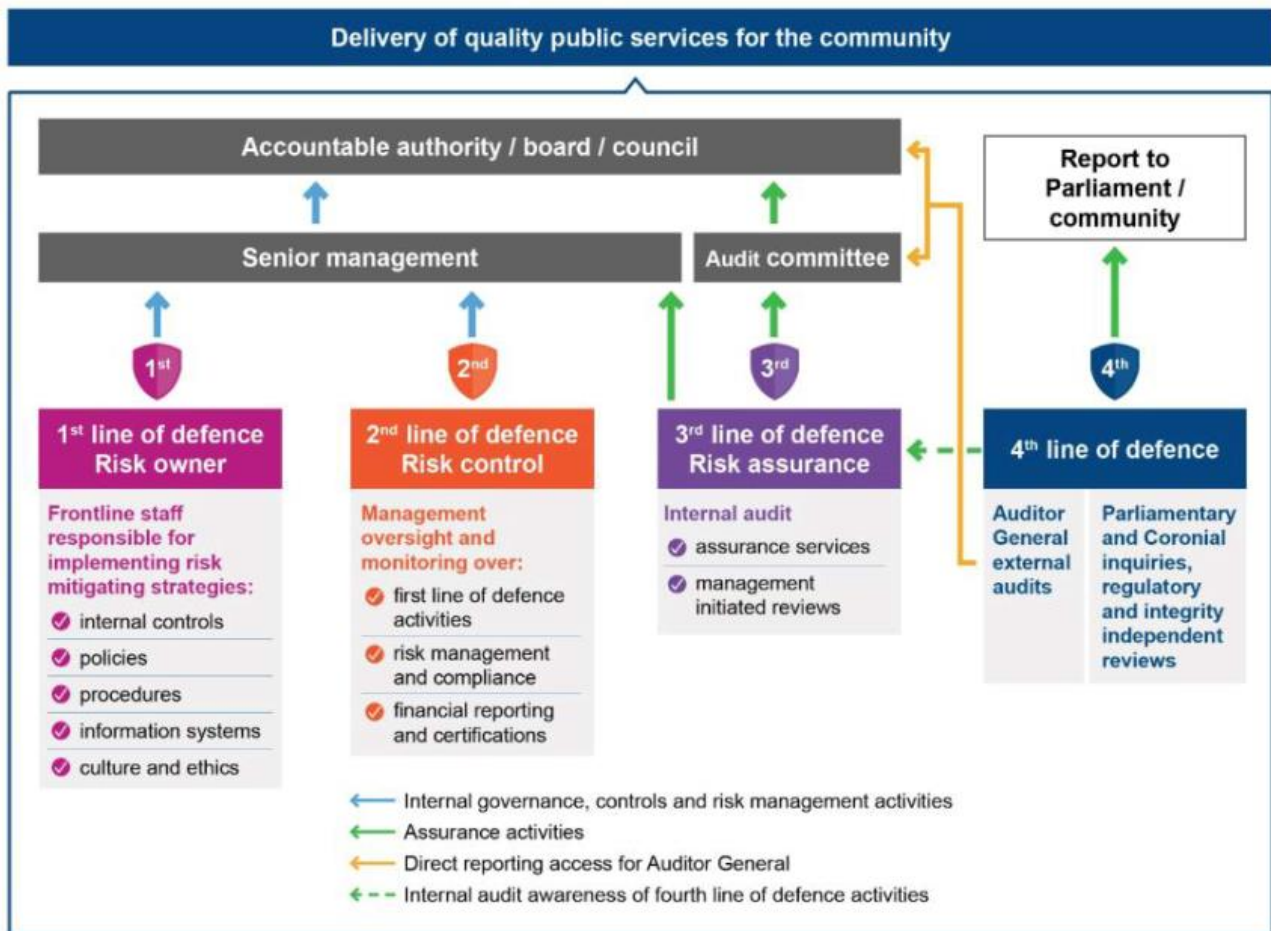 Delivery of quality public services for the community
Accountable authority / board / council
Report to
Parliament /
community
Senior management
Audit committee
1st
2nd
3rd
4th
1st line of defence
Risk owner
Frontline staff
responsible for
implementing risk
mitigating strategies:
internal controls
policies
procedures
information systems
culture and ethics
2nd line of defence
Risk control
Management
oversight and
monitoring over:
first line of defence
activities
risk management
and compliance
financial reporting
and certifications
3rd line of defence
Risk assurance
Internal audit
assurance services
management
initiated reviews
4th line of defence
Auditor
General
external
audits
Parliamentary
and Coronial
inquiries,
regulatory
and integrity
independent
reviews
Internal governance, controls and risk management activities
Assurance activities
Direct reporting access for Auditor General
Internal audit awareness of fourth line of defence activities